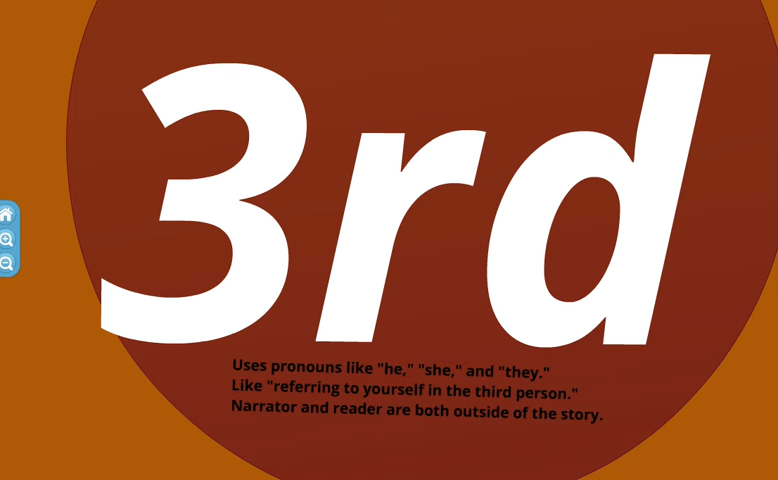 3rd
Uses pronouns like "he," "she," and "they."
Like "referring to yourself in the third person."
Narrator and reader are both outside of the story.